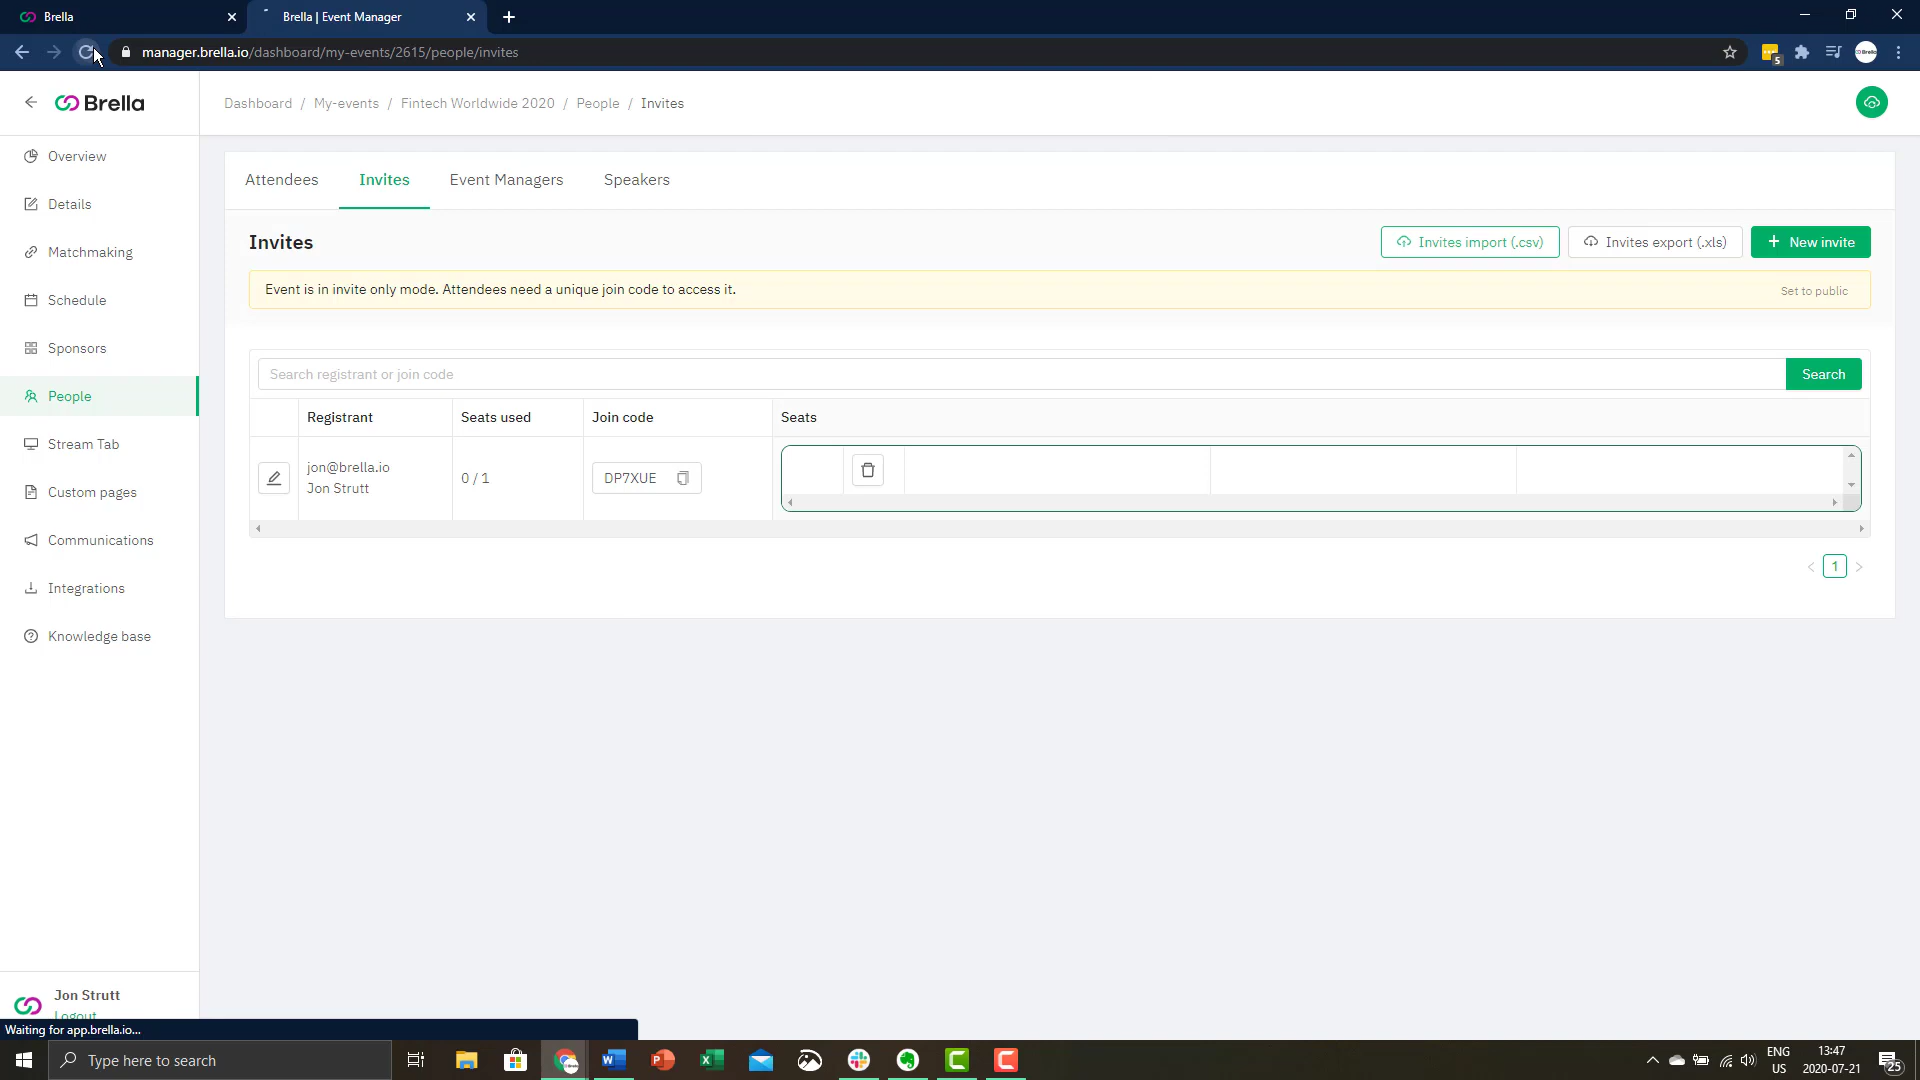 Brella
Brella | Event Manager
manager.brella.io/dashboard/my-events/2615/people/invites
5
Brella
Dashboard / My-events / Fintech Worldwide 2020 / People / Invites
Overview
Details
Matchmaking
Schedule
Sponsors
People
Stream Tab
Custom pages
Communications
Integrations
Knowledge base
Attendees
Invites
Event Managers
Speakers
Invites
Invites import (.csv)
Invites export (.xls)
+ New invite
Event is in invite only mode. Attendees need a unique join code to access it.
Set to public
Search registrant or join code
Search
Registrant
Seats used
Join code
Seats
jon@brella.io
Jon Strutt
0 / 1
DP7XUE
1
Jon Strutt
Logout
Waiting for app.brella.io...
Type here to search
ENG
US
13:47
2020-07-21
25